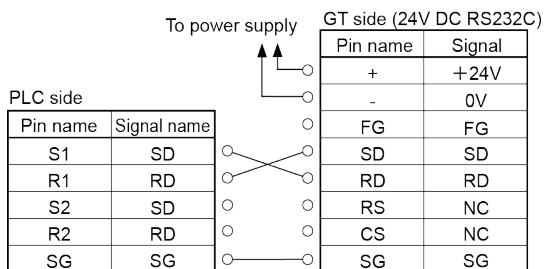 To power supply
GT side (24V DC RS232C)
Pin name Signal
+ +24V
- 0V
FG FG
SD SD
RD RD
RS NC
CS NC
SG SG
PLC side
Pin name Signal name
S1 SD
R1 RD
S2 SD
R2 RD
SG SG